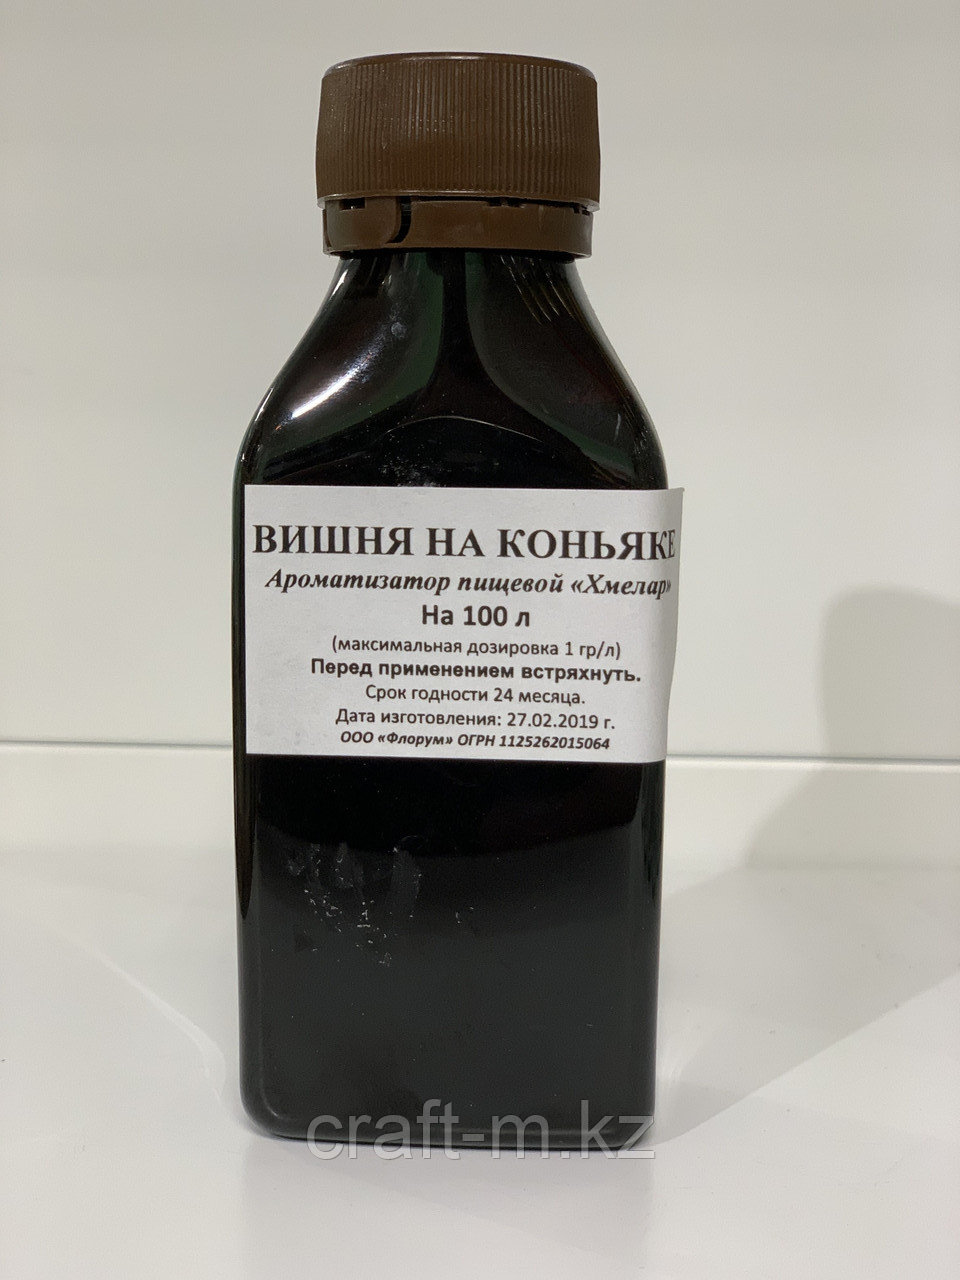 ВИШНЯ НА КОНЬЯКЕ
Ароматизатор пищевой «Хмелар»
На 100 л
(максимальная дозировка 1 гр/л)
Перед применением встряхнуть.
Срок годности 24 месяца.
Дата изготовления: 27.02.2019 г.
ООО «Флорум» ОГРН 1125262015064
craft-m.kz